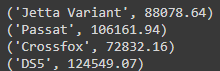 ('Jetta Variant', 88078.64)
('Passat', 106161.94)
('Crossfox', 72832.16)
('DS5', 124549.07)